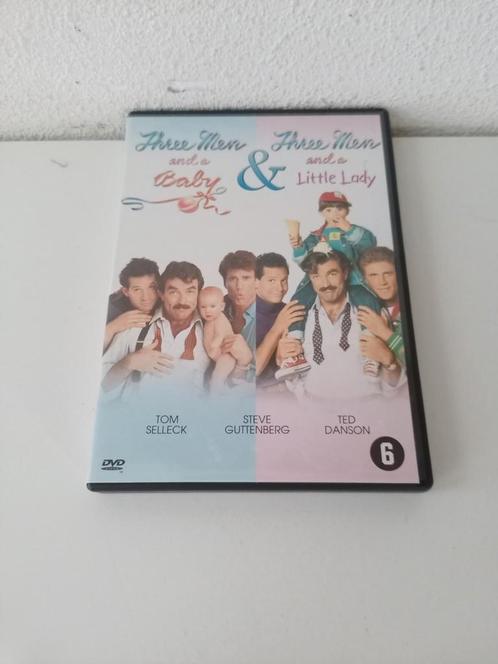 Three Men
and a
Baby
&
Three Men
and a
Little Lady
TOM
SELLECK
STEVE
GUTTENBERG
TED
DANSON
DVD
6